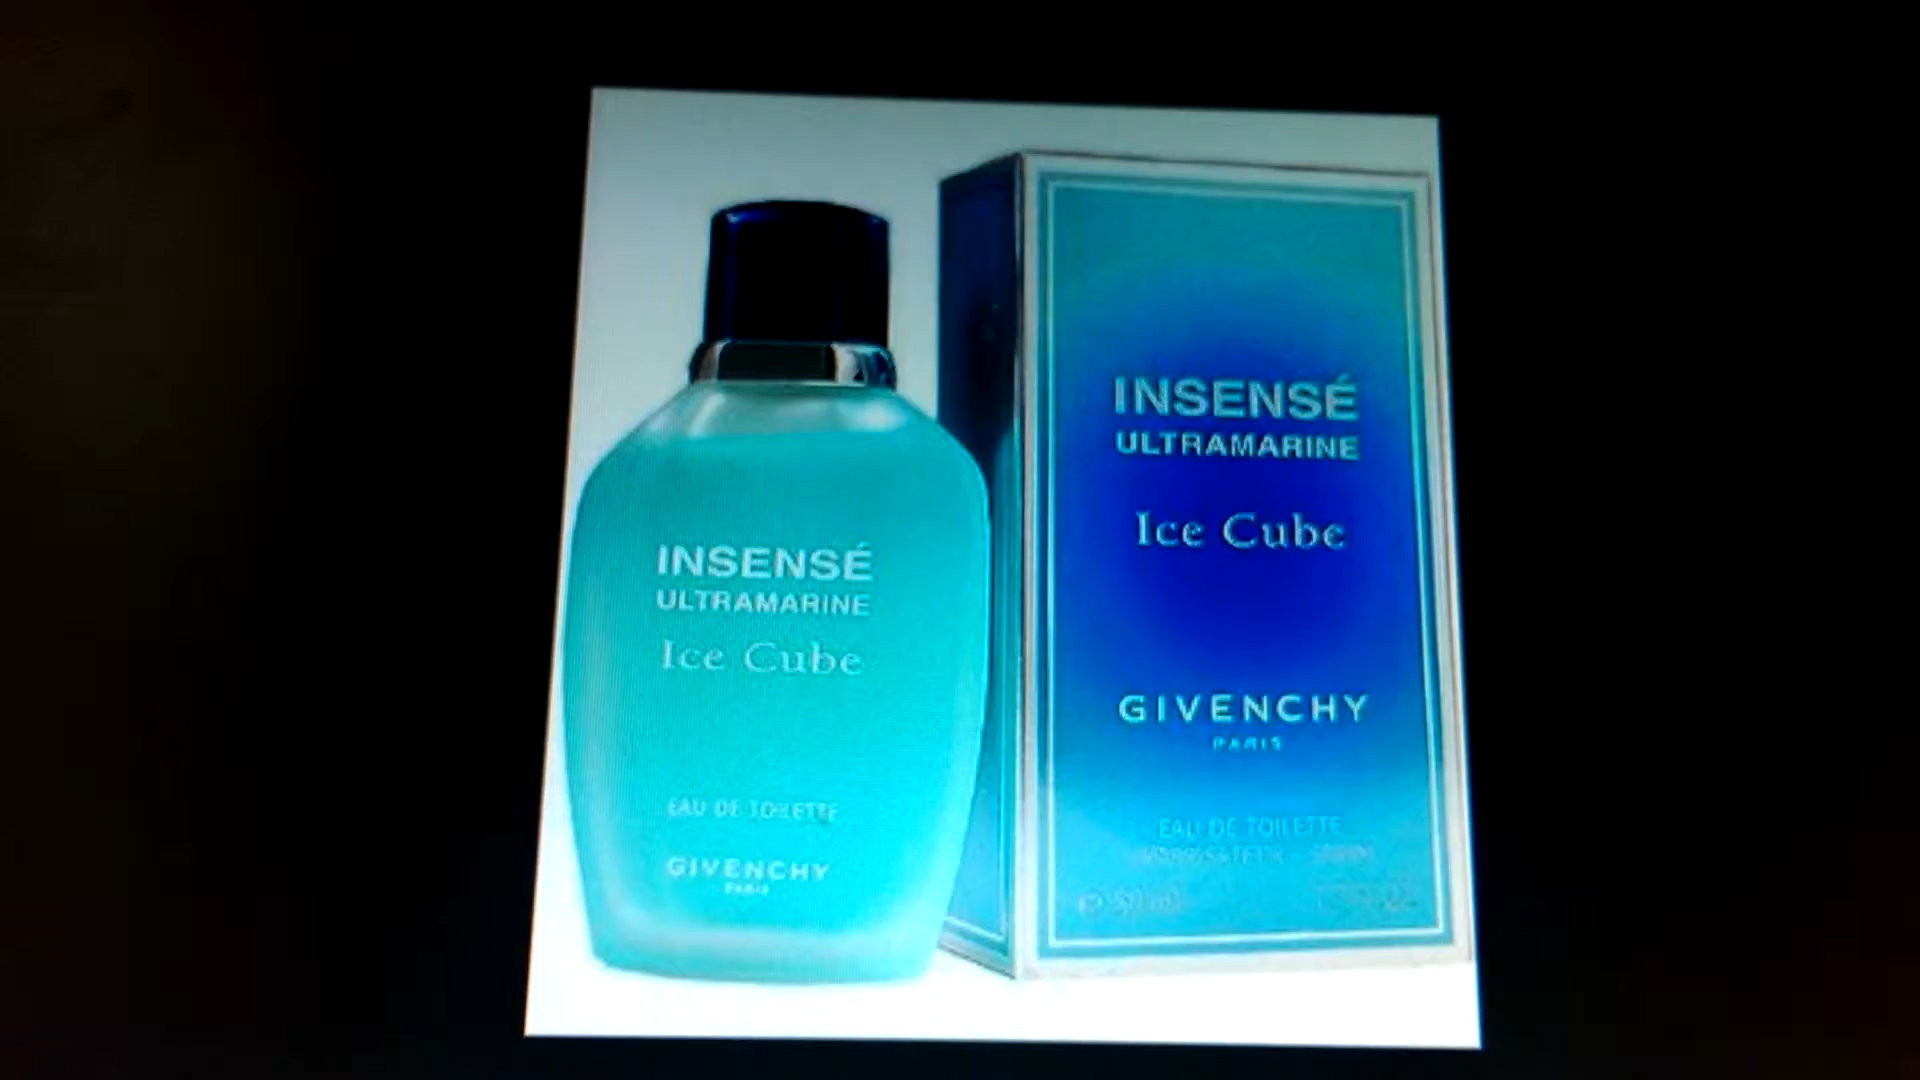 INSENSÉ
ULTRAMARINE
Ice Cube
EAU DE TOILETTE
GIVENCHY
PARIS
INSENSÉ
ULTRAMARINE
Ice Cube
GIVENCHY
PARIS
EAU DE TOILETTE